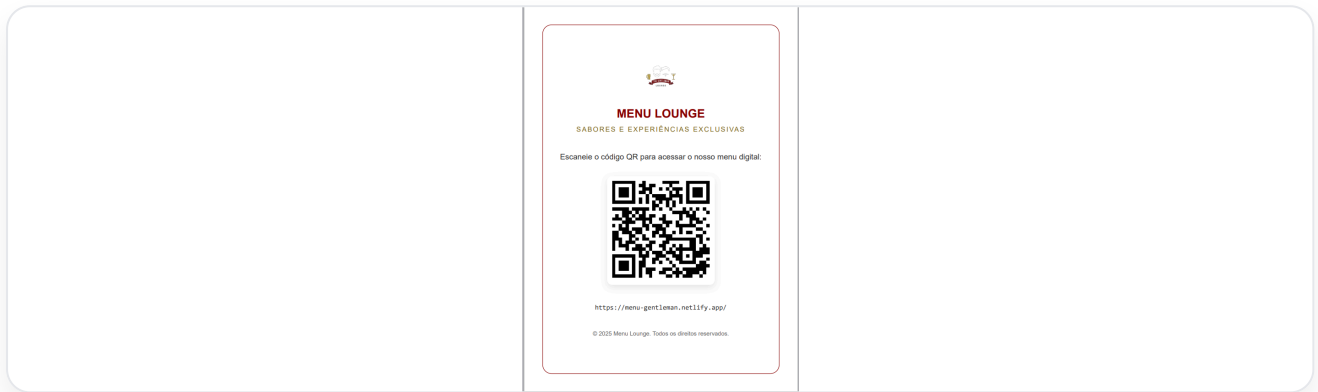 MENU LOUNGE
SABORES E EXPERIÊNCIAS EXCLUSIVAS
Escaneie o código QR para acessar o nosso menu digital:
https://menu-gentleman.netlify.app/
© 2025 Menu Lounge. Todos os direitos reservados.